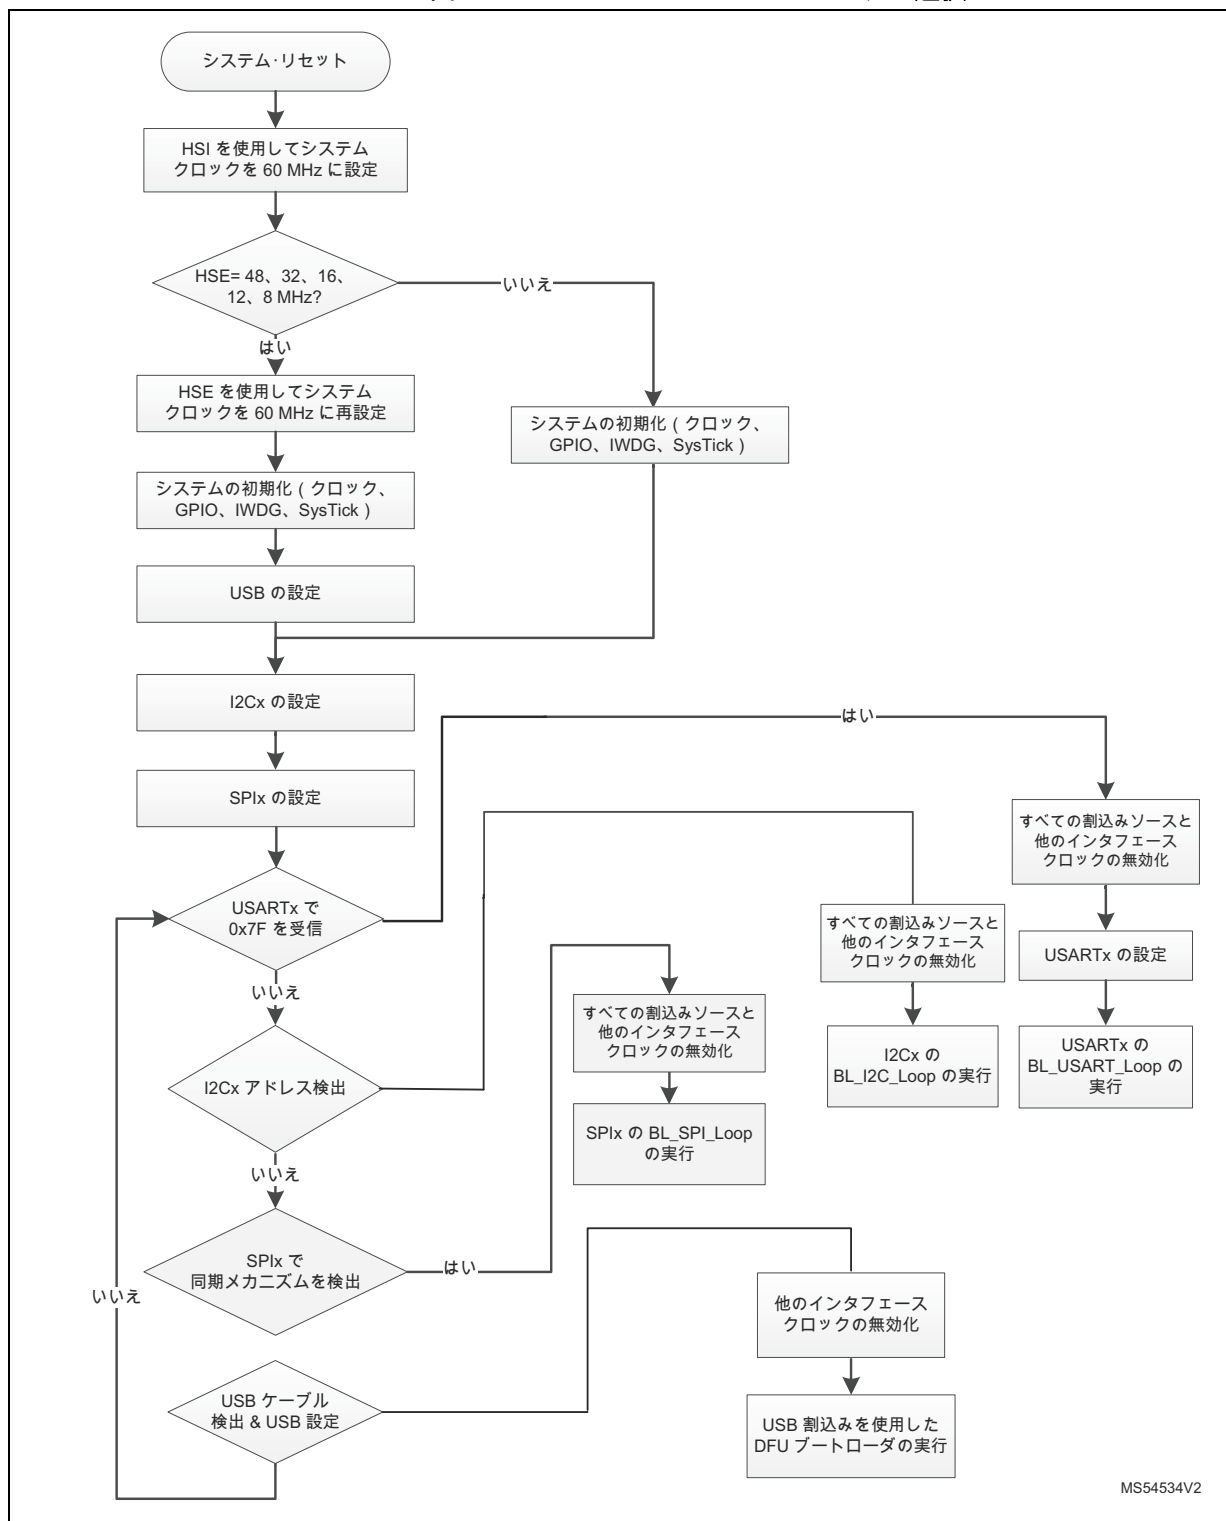 システム･リセット
HSI を使用してシステム
クロックを 60 MHz に設定
HSE= 48、32、16、
12、8 MHz?
いいえ
はい
HSE を使用してシステム
クロックを 60 MHz に再設定
システムの初期化 ( クロック、
GPIO、IWDG、SysTick )
システムの初期化 ( クロック、
GPIO、IWDG、SysTick )
USB の設定
I2Cx の設定
SPIx の設定
はい
USARTx で
0x7F を受信
いいえ
すべての割込みソースと
他のインタフェース
クロックの無効化
USARTx の設定
USARTx の
BL_USART_Loop の
実行
すべての割込みソースと
他のインタフェース
クロックの無効化
I2Cx の
BL_I2C_Loop の実行
I2Cx アドレス検出
いいえ
すべての割込みソースと
他のインタフェース
クロックの無効化
SPIx の BL_SPI_Loop
の実行
SPIx で
同期メカニズムを検出
はい
いいえ
USB ケーブル
検出 & USB 設定
他のインタフェース
クロックの無効化
USB 割込みを使用した
DFU ブートローダの実行
MS54534V2